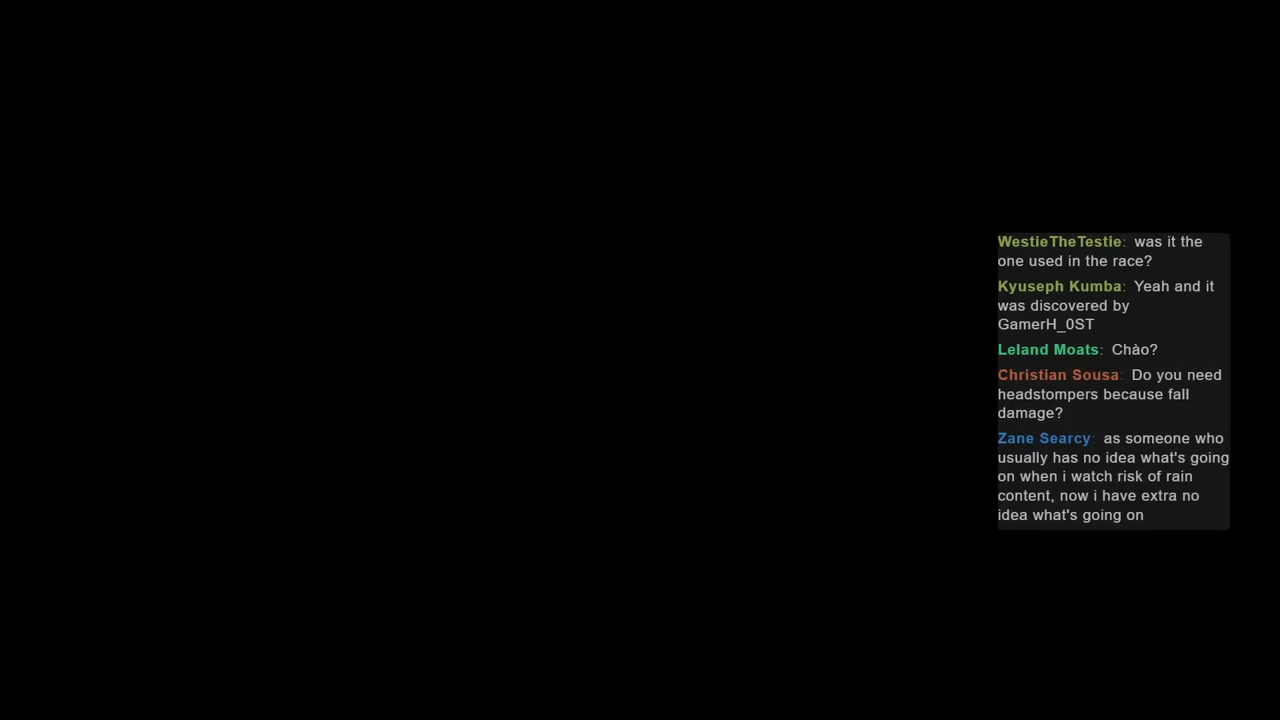 WestieTheTestie: was it the
one used in the race?
Kyuseph Kumba: Yeah and it
was discovered by
GamerH_0ST
Leland Moats: Chào?
Christian Sousa: Do you need
headstompers because fall
damage?
Zane Searcy: as someone who
usually has no idea what's going
on when i watch risk of rain
content, now i have extra no
idea what's going on